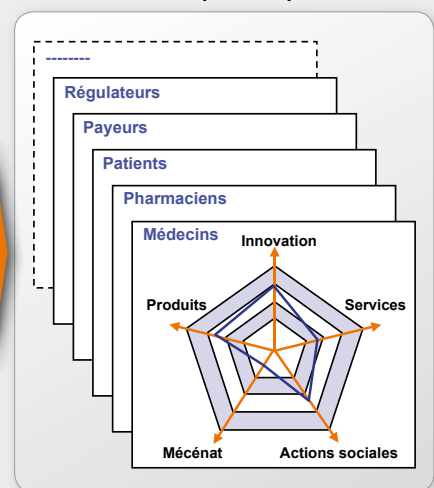 --------
Régulateurs
Payeurs
Patients
Pharmaciens
Médecins
Innovation
Produits
Services
Mécénat
Actions sociales